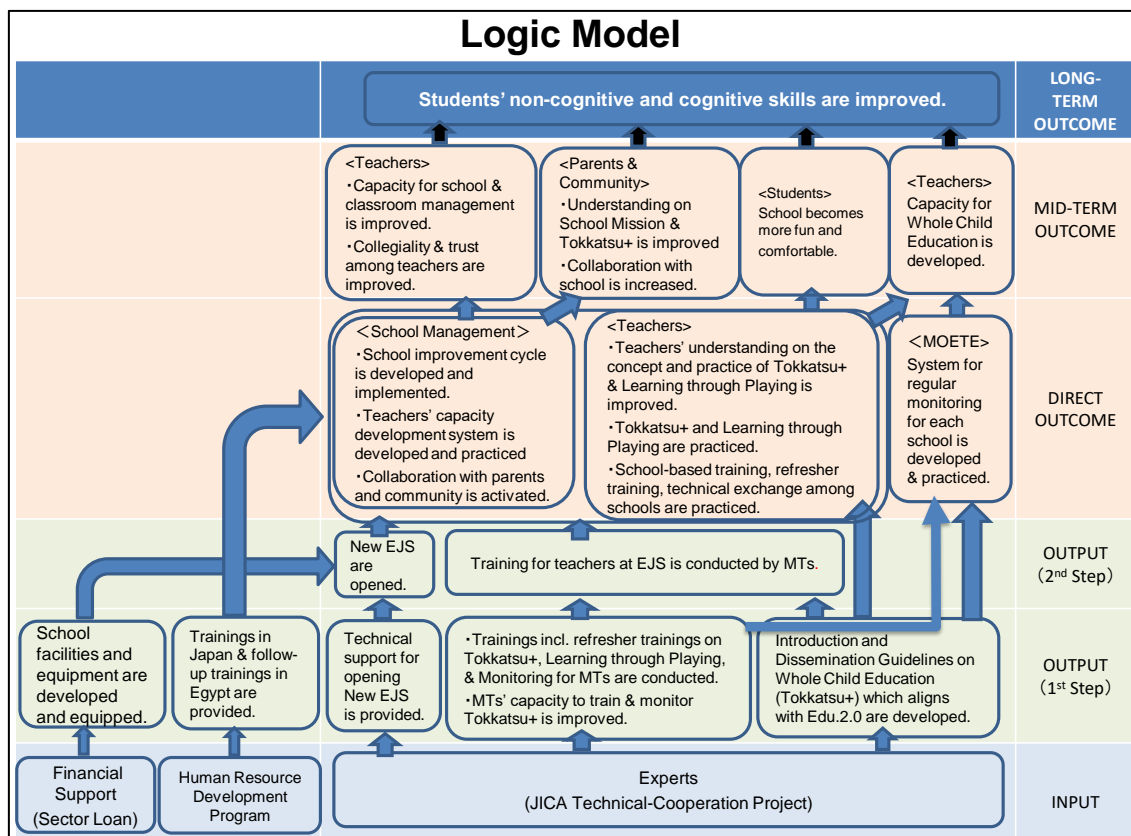 Logic Model
Students' non-cognitive and cognitive skills are improved.
LONG-
TERM
OUTCOME
<Teachers>
・Capacity for school &
classroom management
is improved.
・Collegiality & trust
among teachers are
improved.
<Parents &
Community>
・Understanding on
School Mission &
Tokkatsu+ is improved
・Collaboration with
school is increased.
<Students>
School becomes
more fun and
comfortable.
<Teachers>
Capacity for
Whole Child
Education is
developed.
MID-TERM
OUTCOME
＜School Management＞
・School improvement cycle
is developed and
implemented.
・Teachers' capacity
development system is
developed and practiced
・Collaboration with parents
and community is activated.
<Teachers>
・Teachers' understanding on the
concept and practice of Tokkatsu+
& Learning through Playing is
improved.
・Tokkatsu+ and Learning through
Playing are practiced.
・School-based training, refresher
training, technical exchange among
schools are practiced.
＜MOETE>
System for
regular
monitoring
for each
school is
developed
& practiced.
DIRECT
OUTCOME
New EJS
are
opened.
Training for teachers at EJS is conducted by MTs.
OUTPUT
（2nd Step）
School
facilities and
equipment are
developed
and equipped.
Trainings in
Japan & follow-
up trainings in
Egypt are
provided.
Technical
support for
opening
New EJS
is provided.
・Trainings incl. refresher trainings on
Tokkatsu+, Learning through Playing,
& Monitoring for MTs are conducted.
・MTs' capacity to train & monitor
Tokkatsu+ is improved.
Introduction and
Dissemination Guidelines on
Whole Child Education
(Tokkatsu+) which aligns
with Edu.2.0 are developed.
OUTPUT
（1st Step）
Financial
Support
(Sector Loan)
Human Resource
Development
Program
Experts
(JICA Technical-Cooperation Project)
INPUT